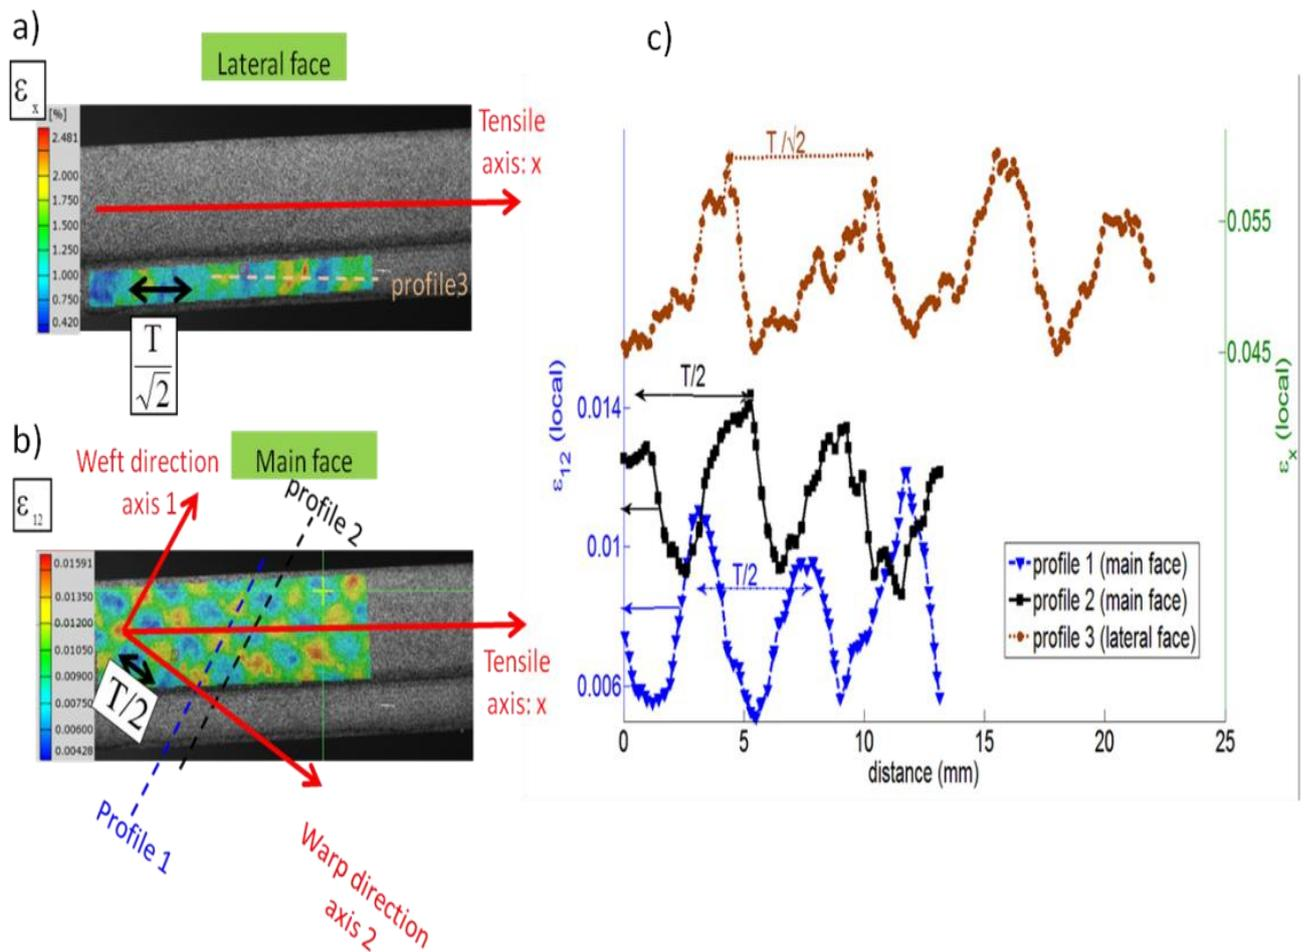 a)
Lateral face
εx
[%]
2.481
2.000
1.750
1.500
1.250
1.000
0.750
0.420
Tensile
axis: x
profile3
T
√2
b)
Weft direction
axis 1
Main face
ε12
profile 2
0.01591
0.01350
0.01200
0.01050
0.00900
0.00750
0.00600
0.00428
T/2
Tensile
axis: x
Profile 1
Warp direction
axis 2
c)
T/√2
0.055
0.045
εx (local)
T/2
0.014
ε12 (local)
0.01
T/2
0.006
profile 1 (main face)
profile 2 (main face)
profile 3 (lateral face)
0
5
10
15
20
25
distance (mm)